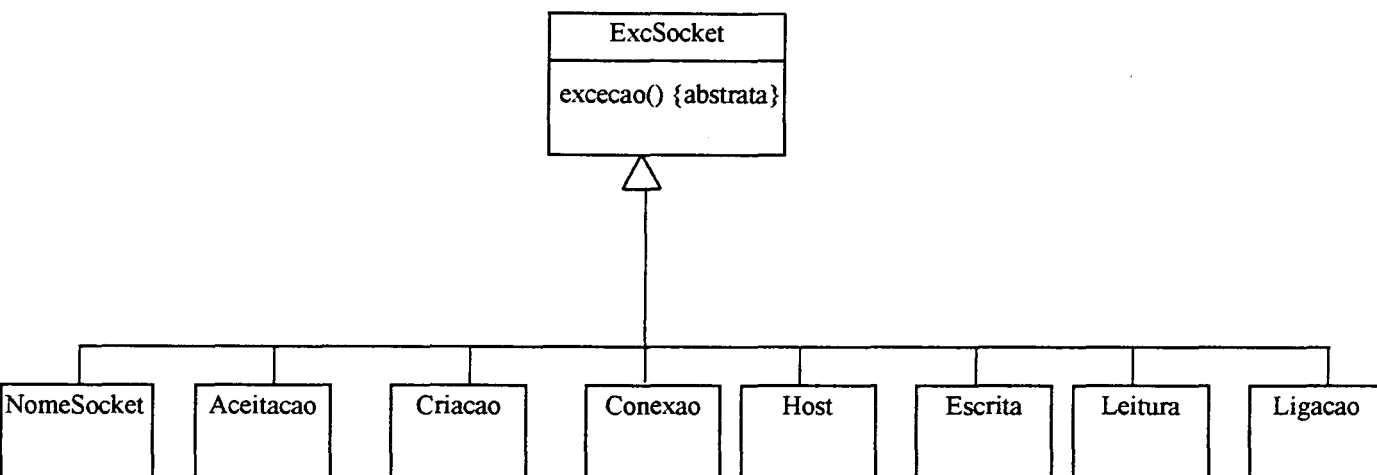 ExcSocket
excecao() {abstrata}
NomeSocket
Aceitacao
Criacao
Conexao
Host
Escrita
Leitura
Ligacao